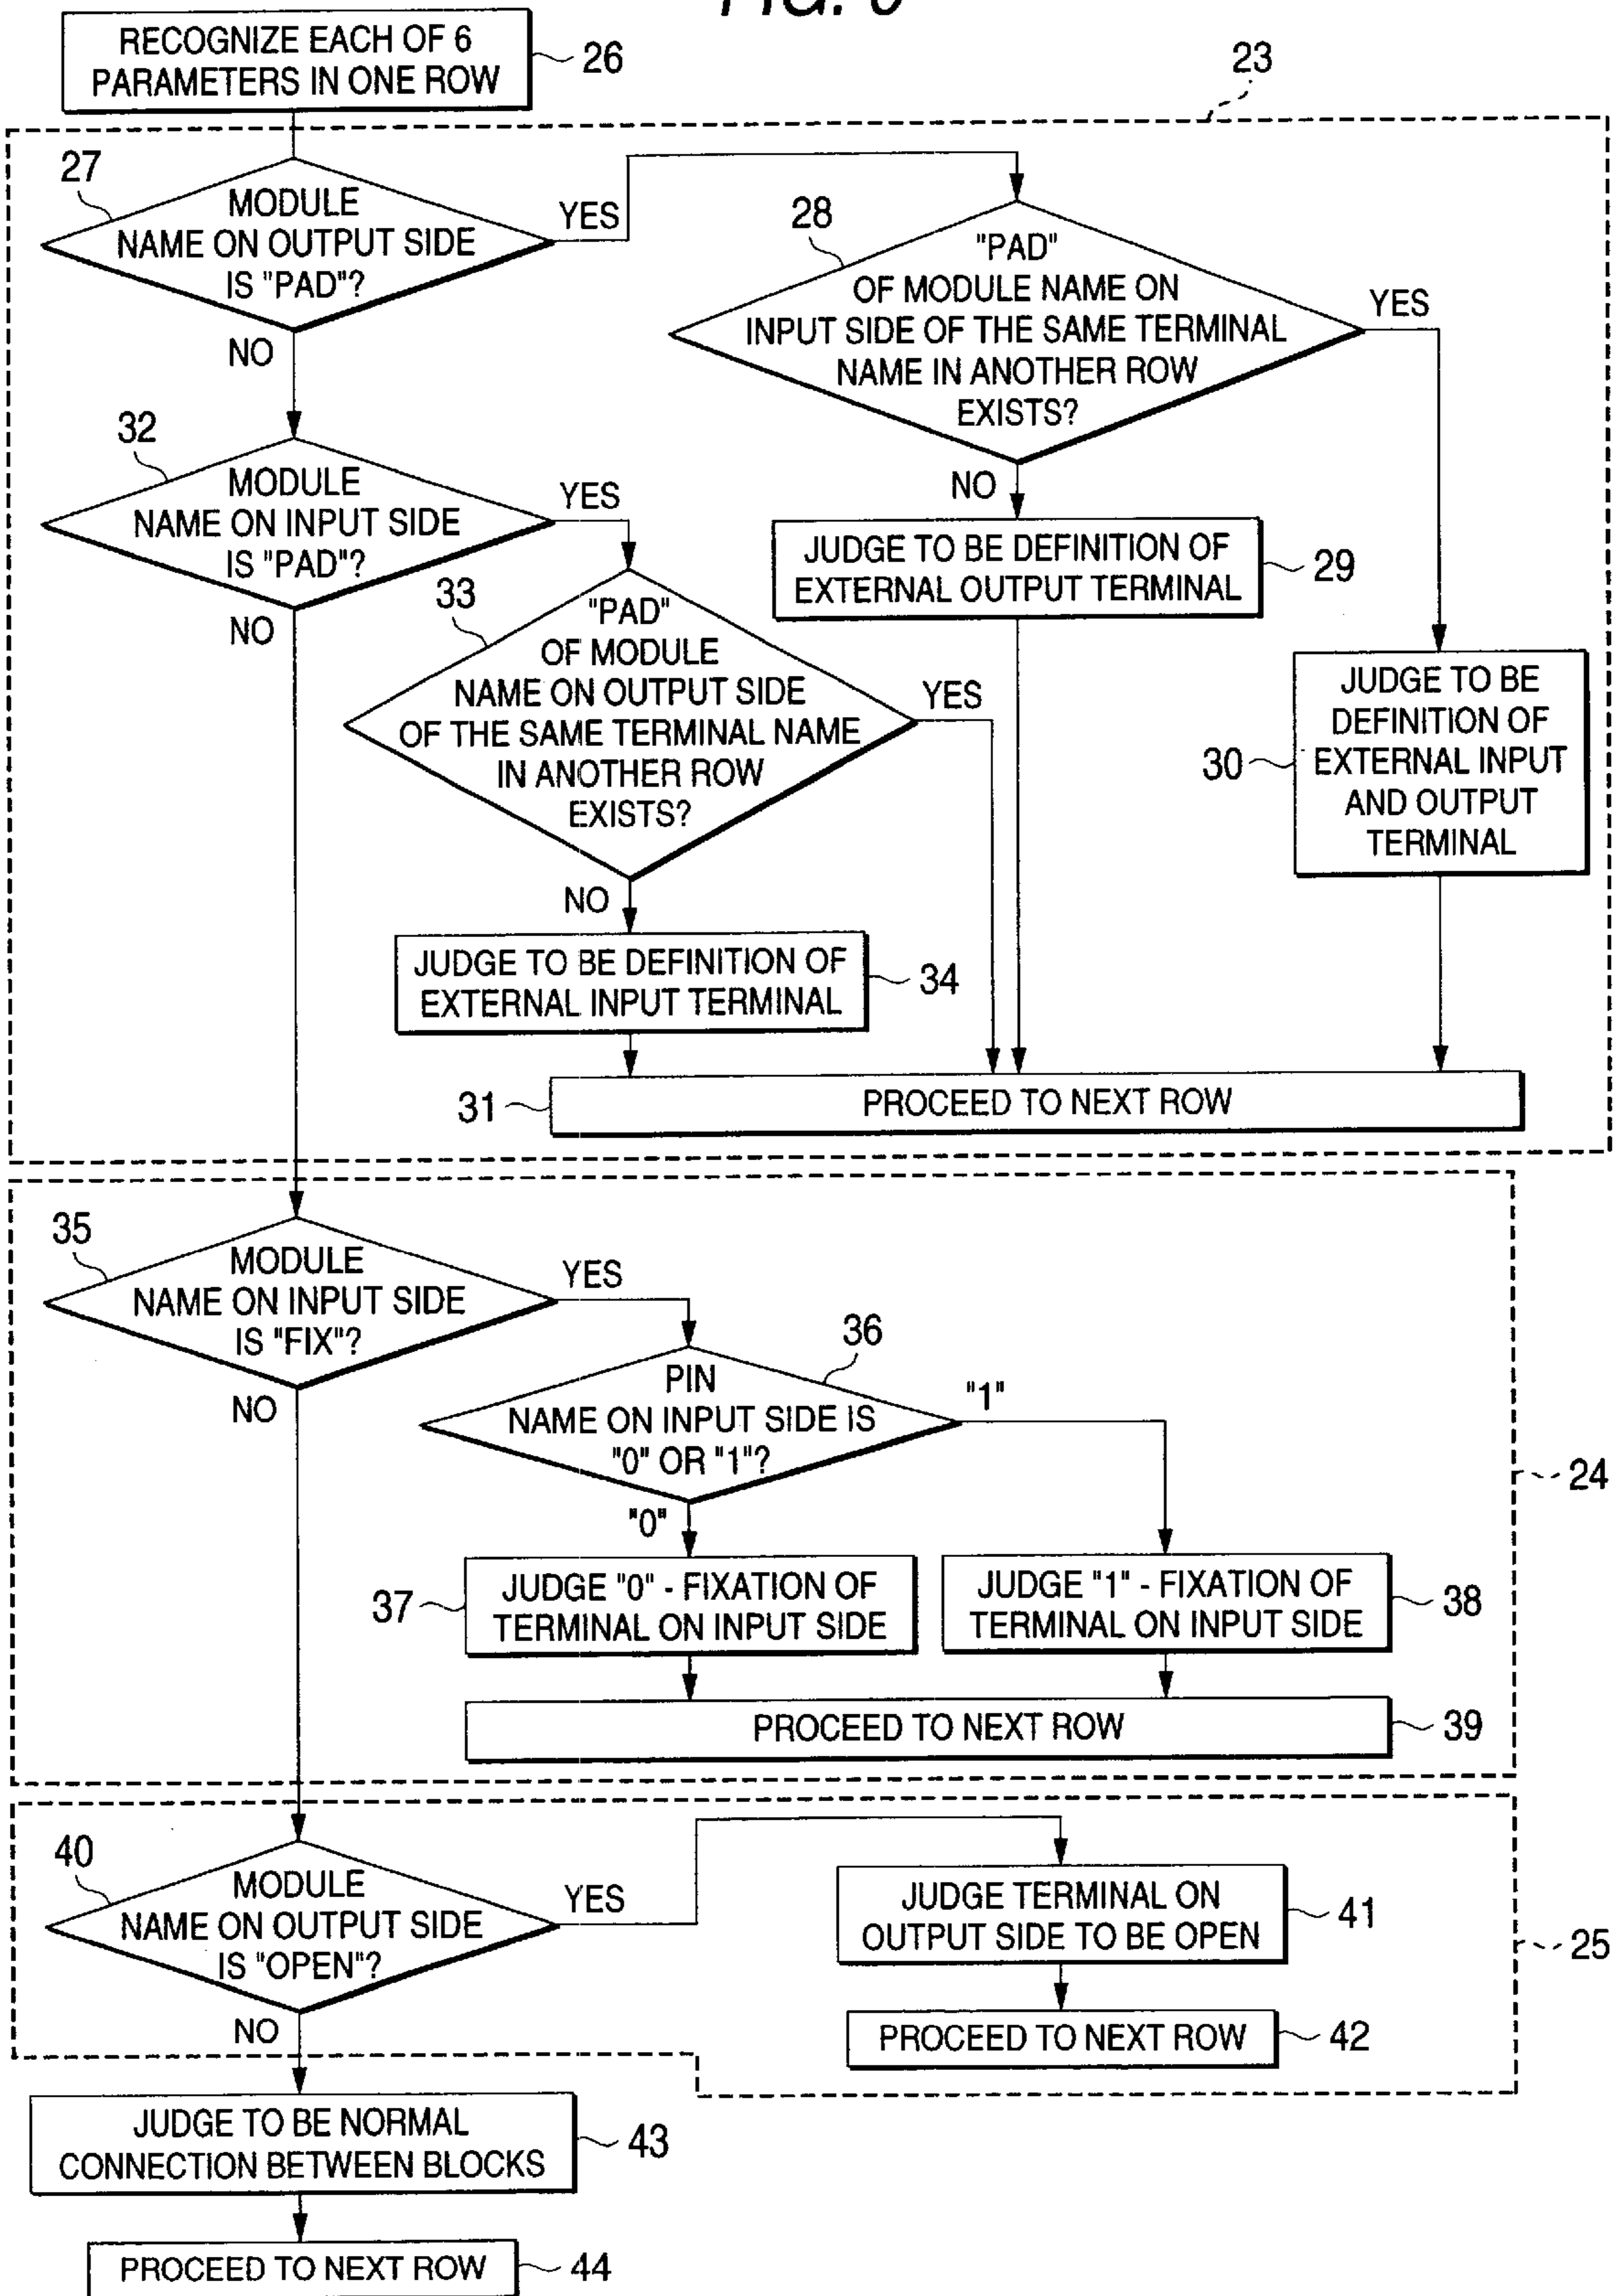 RECOGNIZE EACH OF 6
PARAMETERS IN ONE ROW
26
23
27
MODULE
NAME ON OUTPUT SIDE
IS "PAD"?
YES
NO
28
"PAD"
OF MODULE NAME ON
INPUT SIDE OF THE SAME TERMINAL
NAME IN ANOTHER ROW
EXISTS?
YES
NO
32
MODULE
NAME ON INPUT SIDE
IS "PAD"?
YES
NO
JUDGE TO BE DEFINITION OF
EXTERNAL OUTPUT TERMINAL
29
33
"PAD"
OF MODULE
NAME ON OUTPUT SIDE
OF THE SAME TERMINAL NAME
IN ANOTHER ROW
EXISTS?
YES
NO
30
JUDGE TO BE
DEFINITION OF
EXTERNAL INPUT
AND OUTPUT
TERMINAL
JUDGE TO BE DEFINITION OF
EXTERNAL INPUT TERMINAL
34
31
PROCEED TO NEXT ROW
35
MODULE
NAME ON INPUT SIDE
IS "FIX"?
YES
NO
36
PIN
NAME ON INPUT SIDE IS
"0" OR "1"?
"1"
"0"
24
37
JUDGE "0" - FIXATION OF
TERMINAL ON INPUT SIDE
JUDGE "1" - FIXATION OF
TERMINAL ON INPUT SIDE
38
PROCEED TO NEXT ROW
39
40
MODULE
NAME ON OUTPUT SIDE
IS "OPEN"?
YES
NO
JUDGE TERMINAL ON
OUTPUT SIDE TO BE OPEN
41
25
PROCEED TO NEXT ROW
42
JUDGE TO BE NORMAL
CONNECTION BETWEEN BLOCKS
43
PROCEED TO NEXT ROW
44